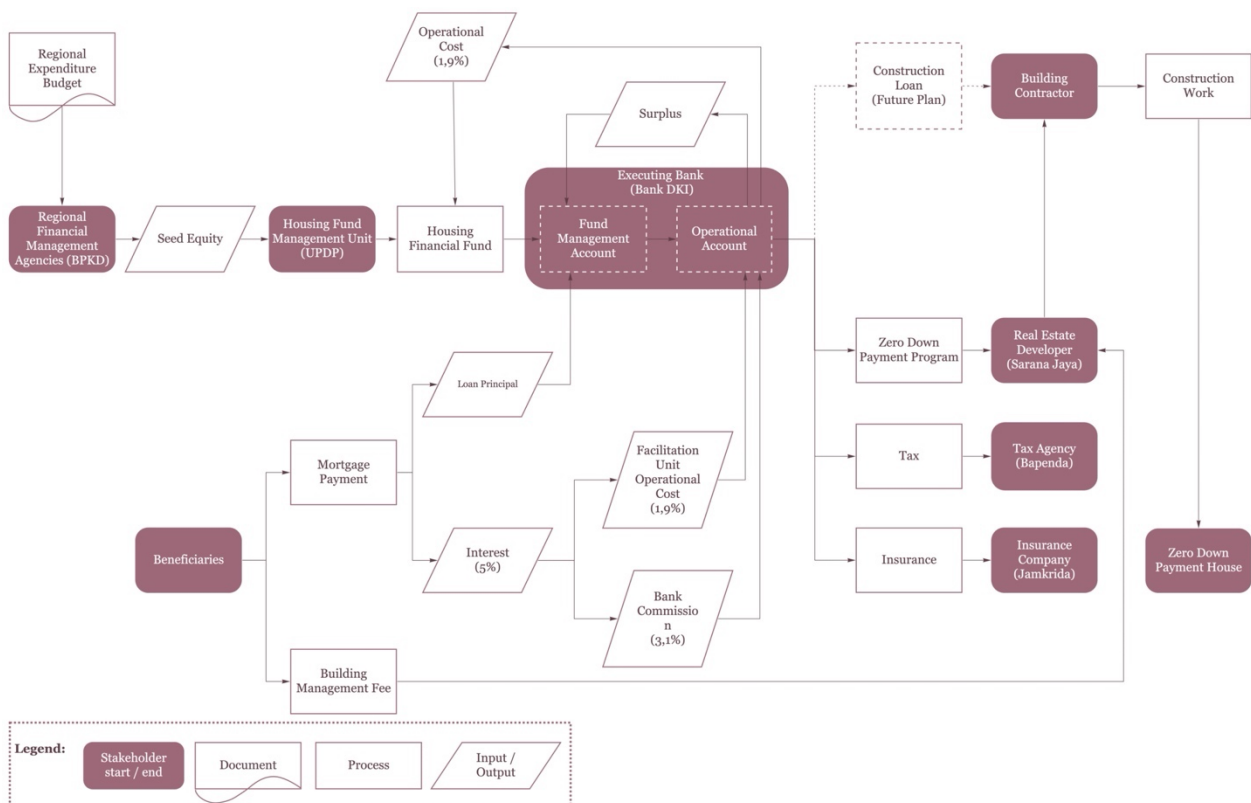 Regional
Expenditure
Budget
Operational
Cost
(1,9%)
Surplus
Construction
Loan
(Future Plan)
Building
Contractor
Construction
Work
Executing Bank
(Bank DKI)
Regional
Financial
Management
Agencies (BPKD)
Seed Equity
Housing Fund
Management Unit
(UPDP)
Housing
Financial Fund
Fund
Management
Account
Operational
Account
Zero Down
Payment Program
Real Estate
Developer
(Sarana Jaya)
Loan Principal
Mortgage
Payment
Facilitation
Unit
Operational
Cost
(1,9%)
Tax
Tax Agency
(Bapenda)
Beneficiaries
Interest
(5%)
Insurance
Insurance
Company
(Jamkrida)
Zero Down
Payment House
Bank
Commissio
n
(3,1%)
Building
Management Fee
Legend:
Stakeholder
start / end
Document
Process
Input /
Output